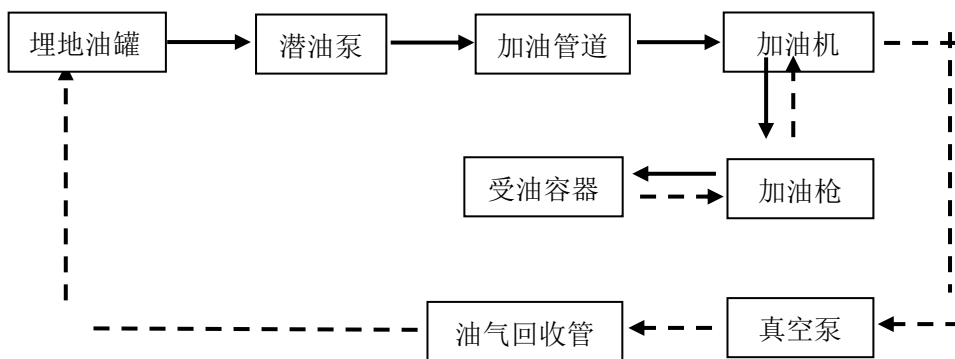 埋地油罐
潜油泵
加油管道
加油机
受油容器
加油枪
油气回收管
真空泵